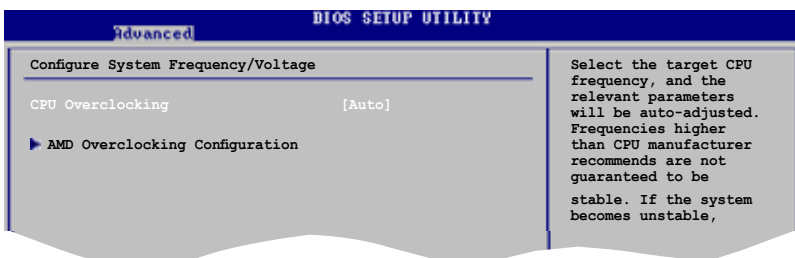 BIOS SETUP UTILITY
Advanced
Configure System Frequency/Voltage
CPU Overclocking [Auto]
AMD Overclocking Configuration
Select the target CPU
frequency, and the
relevant parameters
will be auto-adjusted.
Frequencies higher
than CPU manufacturer
recommends are not
guaranteed to be
stable. If the system
becomes unstable,